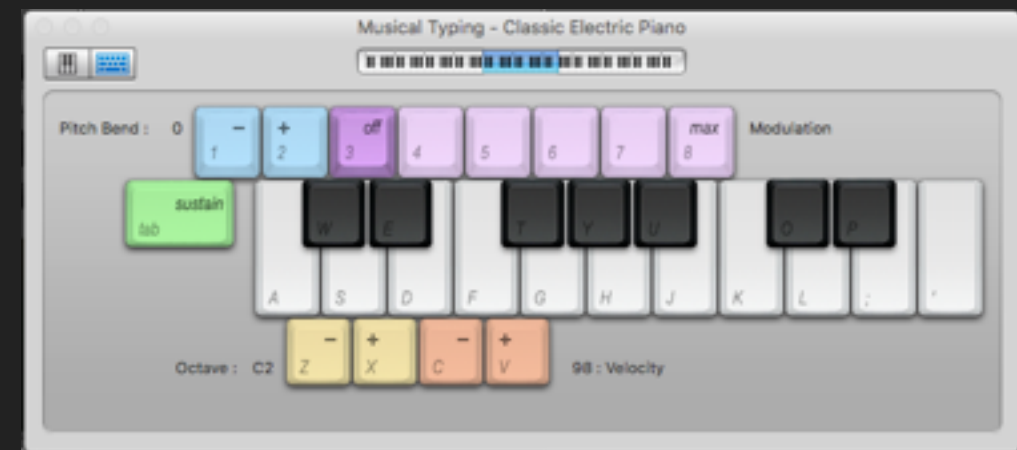 Musical Typing - Classic Electric Piano
Pitch Bend : 0 - + off max Modulation
1 2 3 4 5 6 7 8
sustain
tab
W E T Y U O P
A S D F G H J K L ; '
- + - +
Octave : C2 Z X C V 98 : Velocity